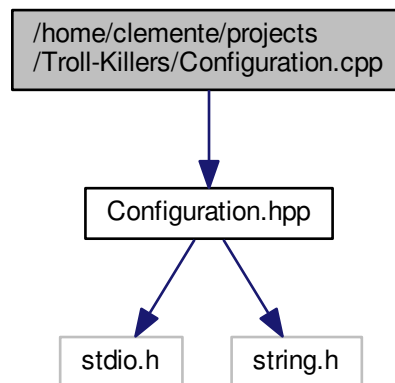 /home/clemente/projects
/Troll-Killers/Configuration.cpp
Configuration.hpp
stdio.h
string.h